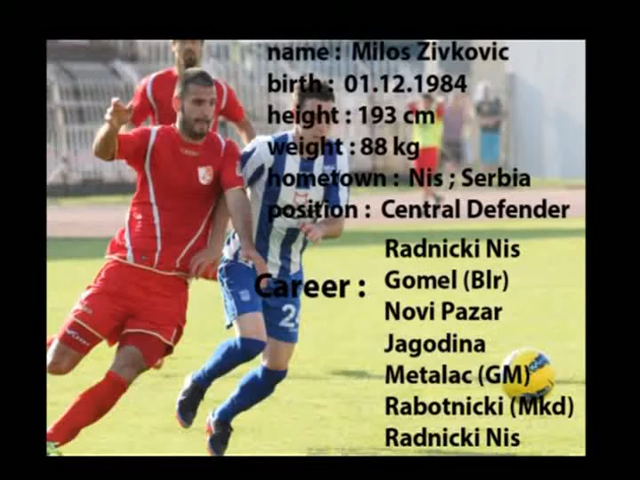 name : Milos Zivkovic
birth : 01.12.1984
height : 193 cm
weight : 88 kg
hometown : Nis ; Serbia
position : Central Defender
Career :
Radnicki Nis
Gomel (Blr)
Novi Pazar
Jagodina
Metalac (GM)
Rabotnicki (Mkd)
Radnicki Nis